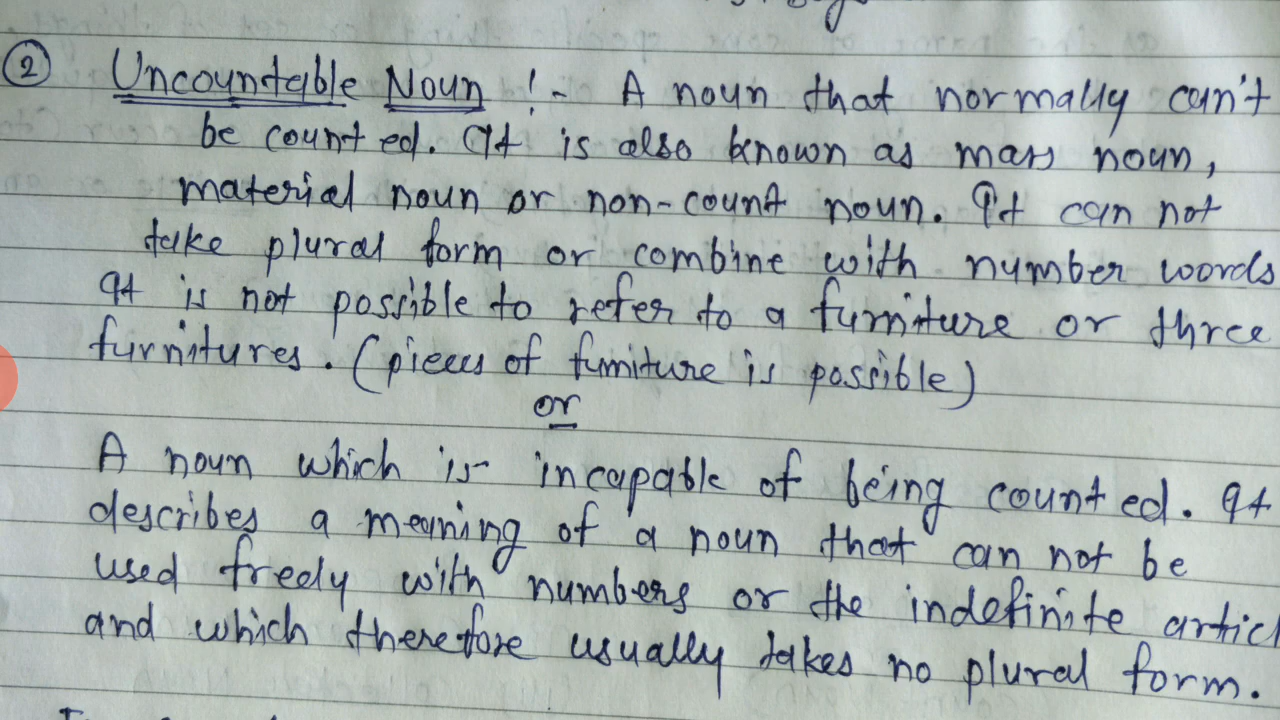 ② Uncountable Noun !- A noun that normally can't
be counted. It is also known as mass noun,
material noun or non-count noun. It can not
take plural form or combine with number words
It is not possible to refer to a furniture or three
furnitures. (pieces of furniture is possible)
or
A noun which is incapable of being counted. It
describes a meaning of a noun that can not be
used freely with numbers or the indefinite articl
and which therefore usually takes no plural form.